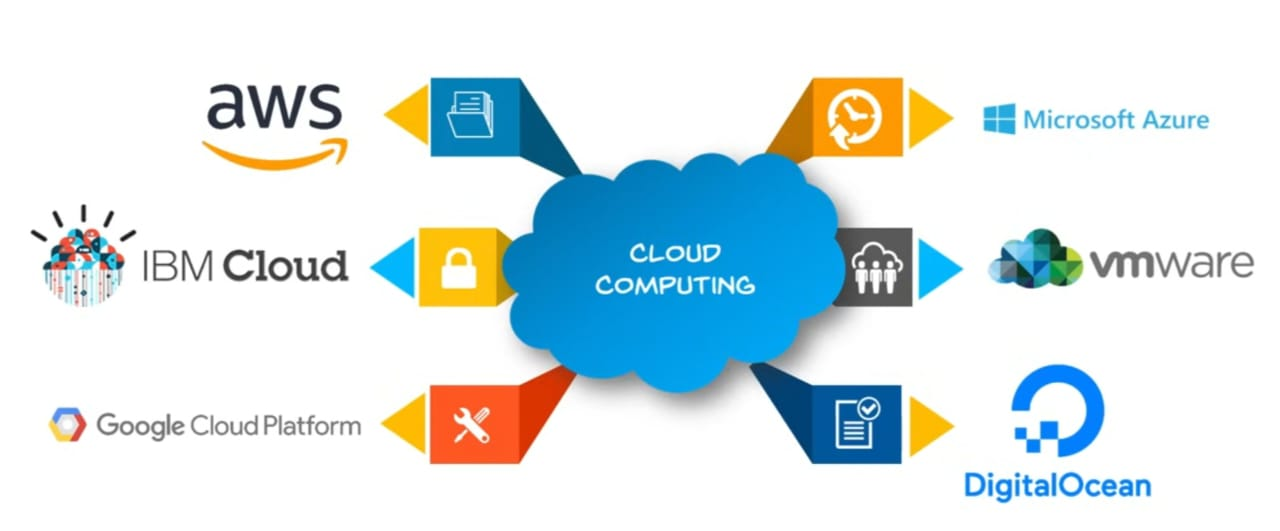 aws
Microsoft Azure
CLOUD
COMPUTING
IBM Cloud
vmware
Google Cloud Platform
DigitalOcean